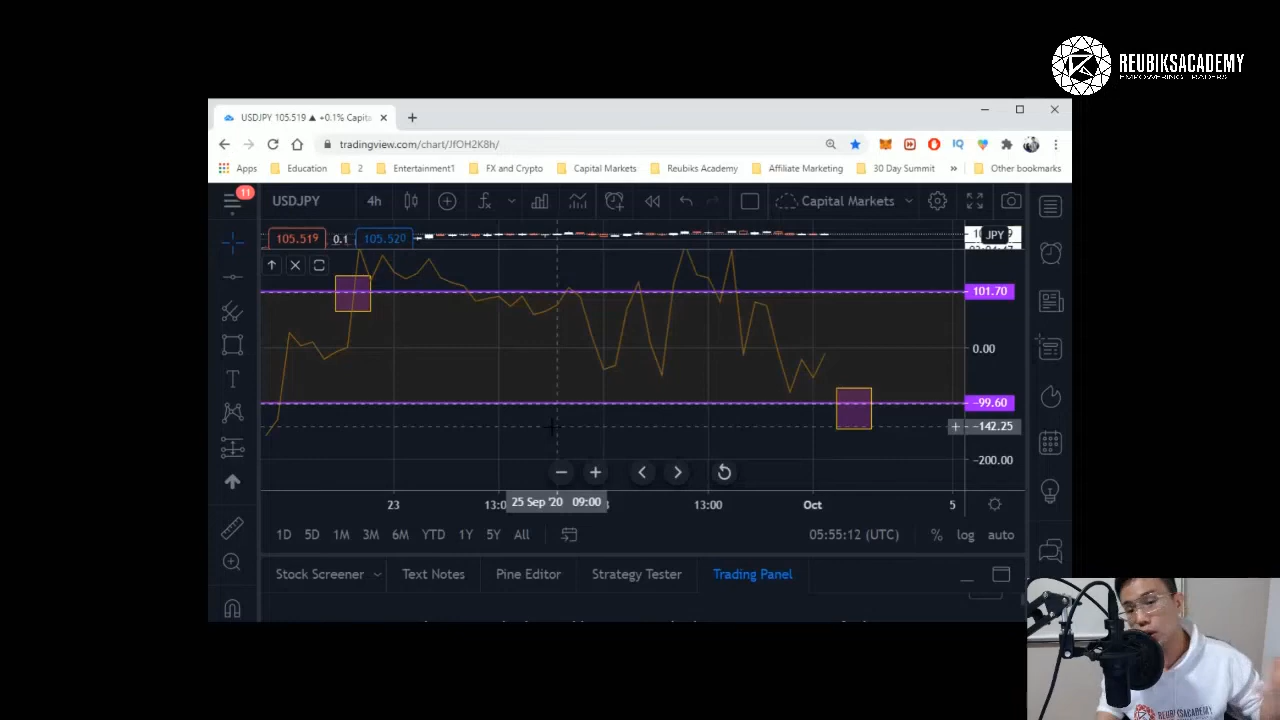 REUBIKSACADEMY
EMPOWERING TRADERS
USDJPY 105.519 ▲ +0.1% Capita
tradingview.com/chart/JfOH2K8h/
Apps
Education
2
Entertainment1
FX and Crypto
Capital Markets
Reubiks Academy
Affiliate Marketing
30 Day Summit
»
Other bookmarks
11
USDJPY
4h
Capital Markets
105.519
0.1
105.520
JPY
101.70
0.00
−99.60
−142.25
−200.00
23
25 Sep '20 09:00
13:00
Oct
5
1D 5D 1M 3M 6M YTD 1Y 5Y All
05:55:12 (UTC)
% log auto
Stock Screener
Text Notes
Pine Editor
Strategy Tester
Trading Panel
REUBIKSACADEMY